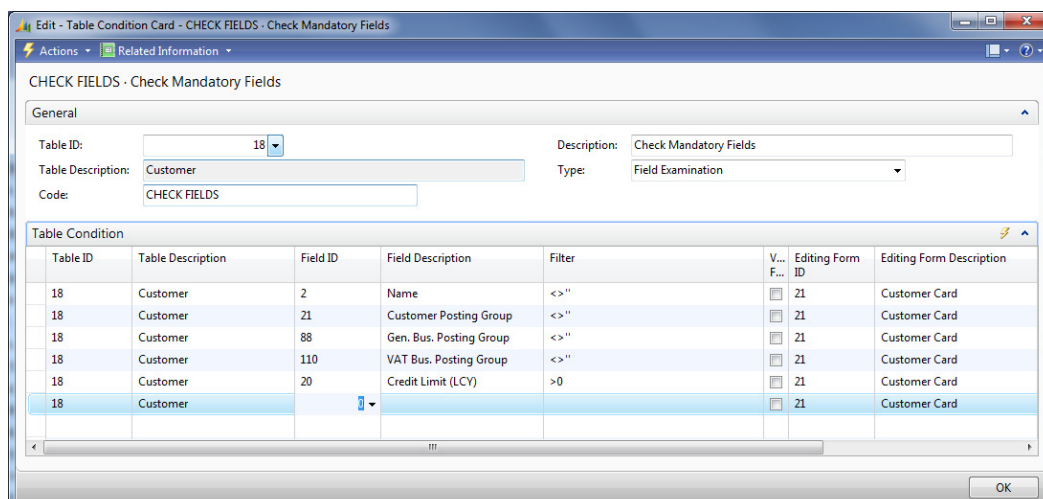 Edit - Table Condition Card - CHECK FIELDS · Check Mandatory Fields
Actions Related Information
CHECK FIELDS · Check Mandatory Fields
General
Table ID: 18 Description: Check Mandatory Fields
Table Description: Customer Type: Field Examination
Code: CHECK FIELDS
Table Condition
Table ID Table Description Field ID Field Description Filter V... F... Editing Form ID Editing Form Description
18 Customer 2 Name <>'' 21 Customer Card
18 Customer 21 Customer Posting Group <>'' 21 Customer Card
18 Customer 88 Gen. Bus. Posting Group <>'' 21 Customer Card
18 Customer 110 VAT Bus. Posting Group <>'' 21 Customer Card
18 Customer 20 Credit Limit (LCY) >0 21 Customer Card
18 Customer 0 21 Customer Card
OK